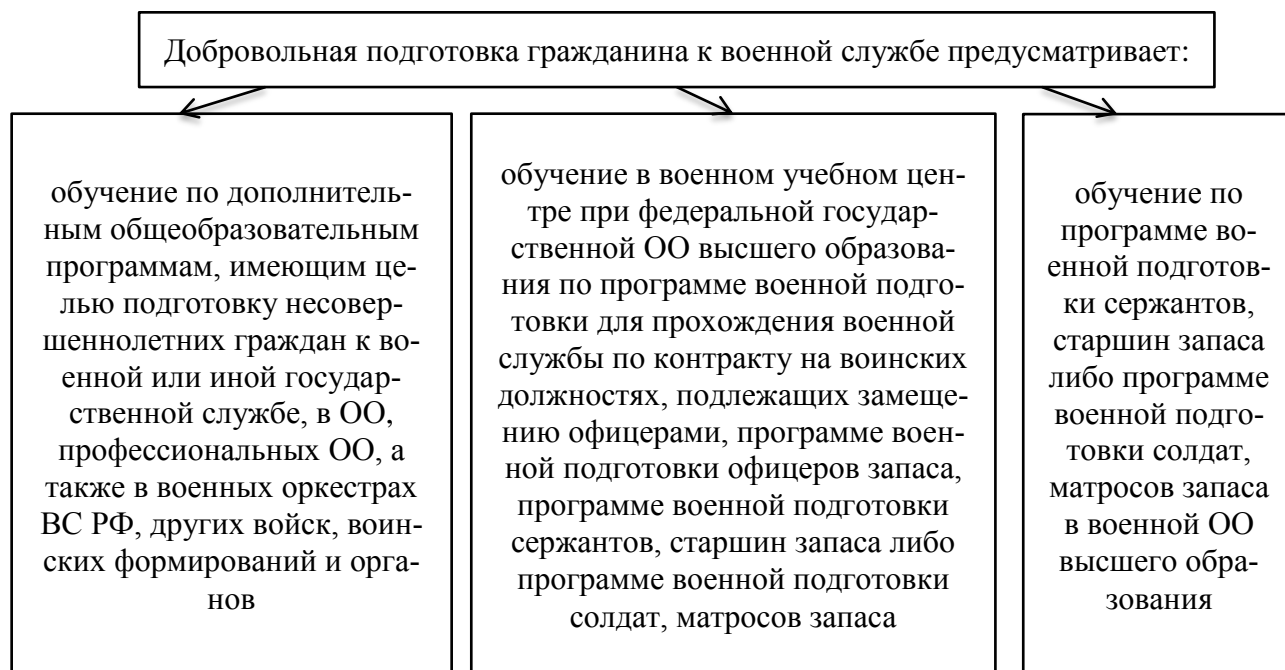 Добровольная подготовка гражданина к военной службе предусматривает:
обучение по дополнитель-
ным общеобразовательным
программам, имеющим це-
лью подготовку несовер-
шеннолетних граждан к во-
енной или иной государ-
ственной службе, в ОО,
профессиональных ОО, а
также в военных оркестрах
ВС РФ, других войск, воин-
ских формирований и орга-
нов
обучение в военном учебном цен-
тре при федеральной государ-
ственной ОО высшего образова-
ния по программе военной подго-
товки для прохождения военной
службы по контракту на воинских
должностях, подлежащих замеще-
нию офицерами, программе воен-
ной подготовки офицеров запаса,
программе военной подготовки
сержантов, старшин запаса либо
программе военной подготовки
солдат, матросов запаса
обучение по
программе во-
енной подготов-
ки сержантов,
старшин запаса
либо программе
военной подго-
товки солдат,
матросов запаса
в военной ОО
высшего обра-
зования